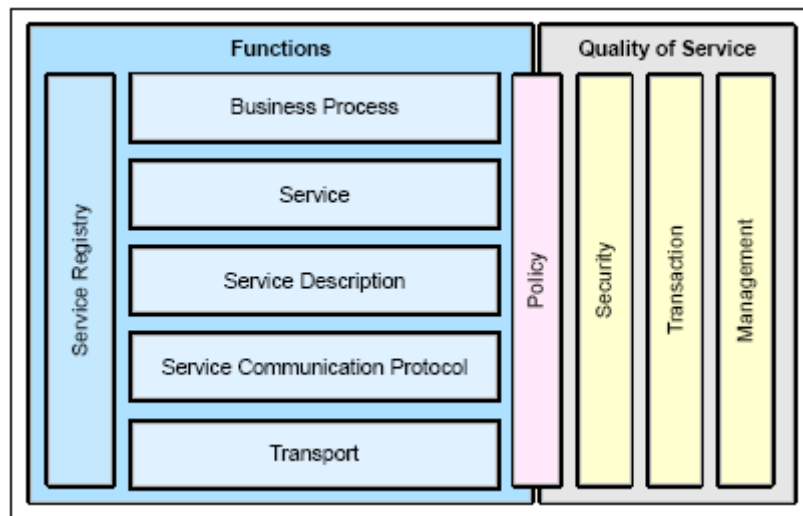 Functions
Quality of Service
Service Registry
Business Process
Service
Service Description
Service Communication Protocol
Transport
Policy
Security
Transaction
Management